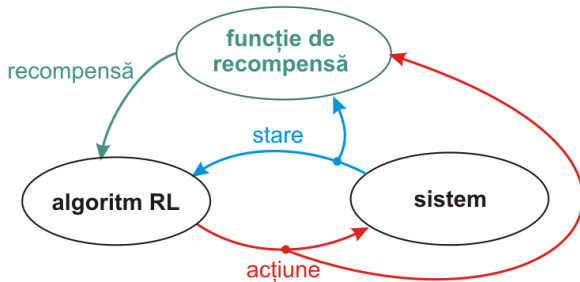 funcție de
recompensă
recompensă
stare
algoritm RL
sistem
acțiune